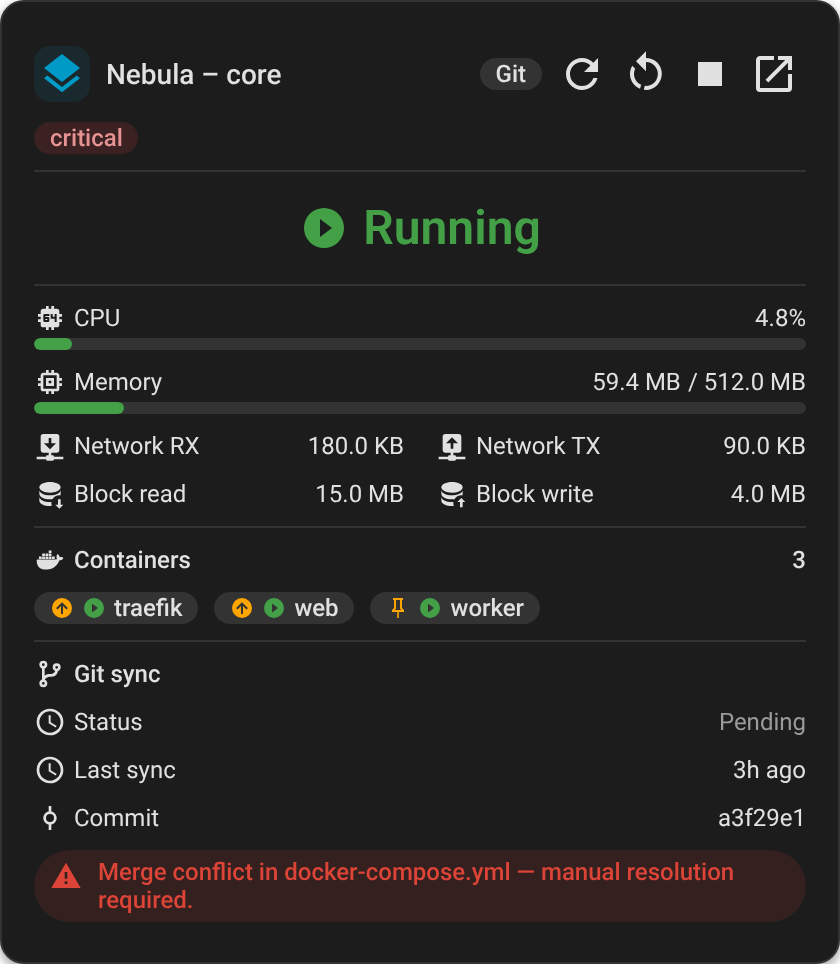 Nebula – core
Git
critical
Running
64
CPU
4.8%
Memory
59.4 MB / 512.0 MB
Network RX
180.0 KB
Network TX
90.0 KB
Block read
15.0 MB
Block write
4.0 MB
Containers
3
traefik
web
worker
Git sync
Status
Pending
Last sync
3h ago
Commit
a3f29e1
Merge conflict in docker-compose.yml — manual resolution
required.